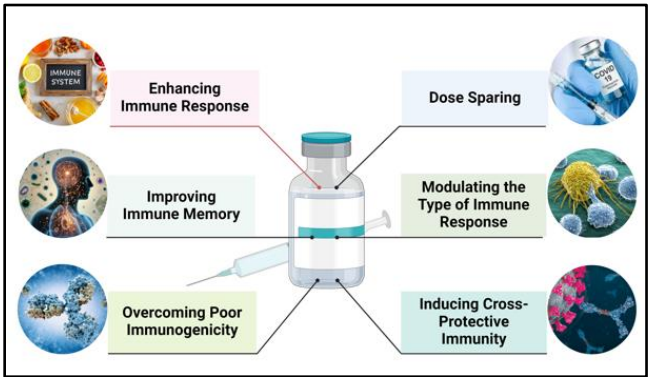 IMMUNE
SYSTEM
Enhancing
Immune Response
Dose Sparing
COVID
19
Improving
Immune Memory
Modulating the
Type of Immune
Response
Overcoming Poor
Immunogenicity
Inducing Cross-
Protective
Immunity